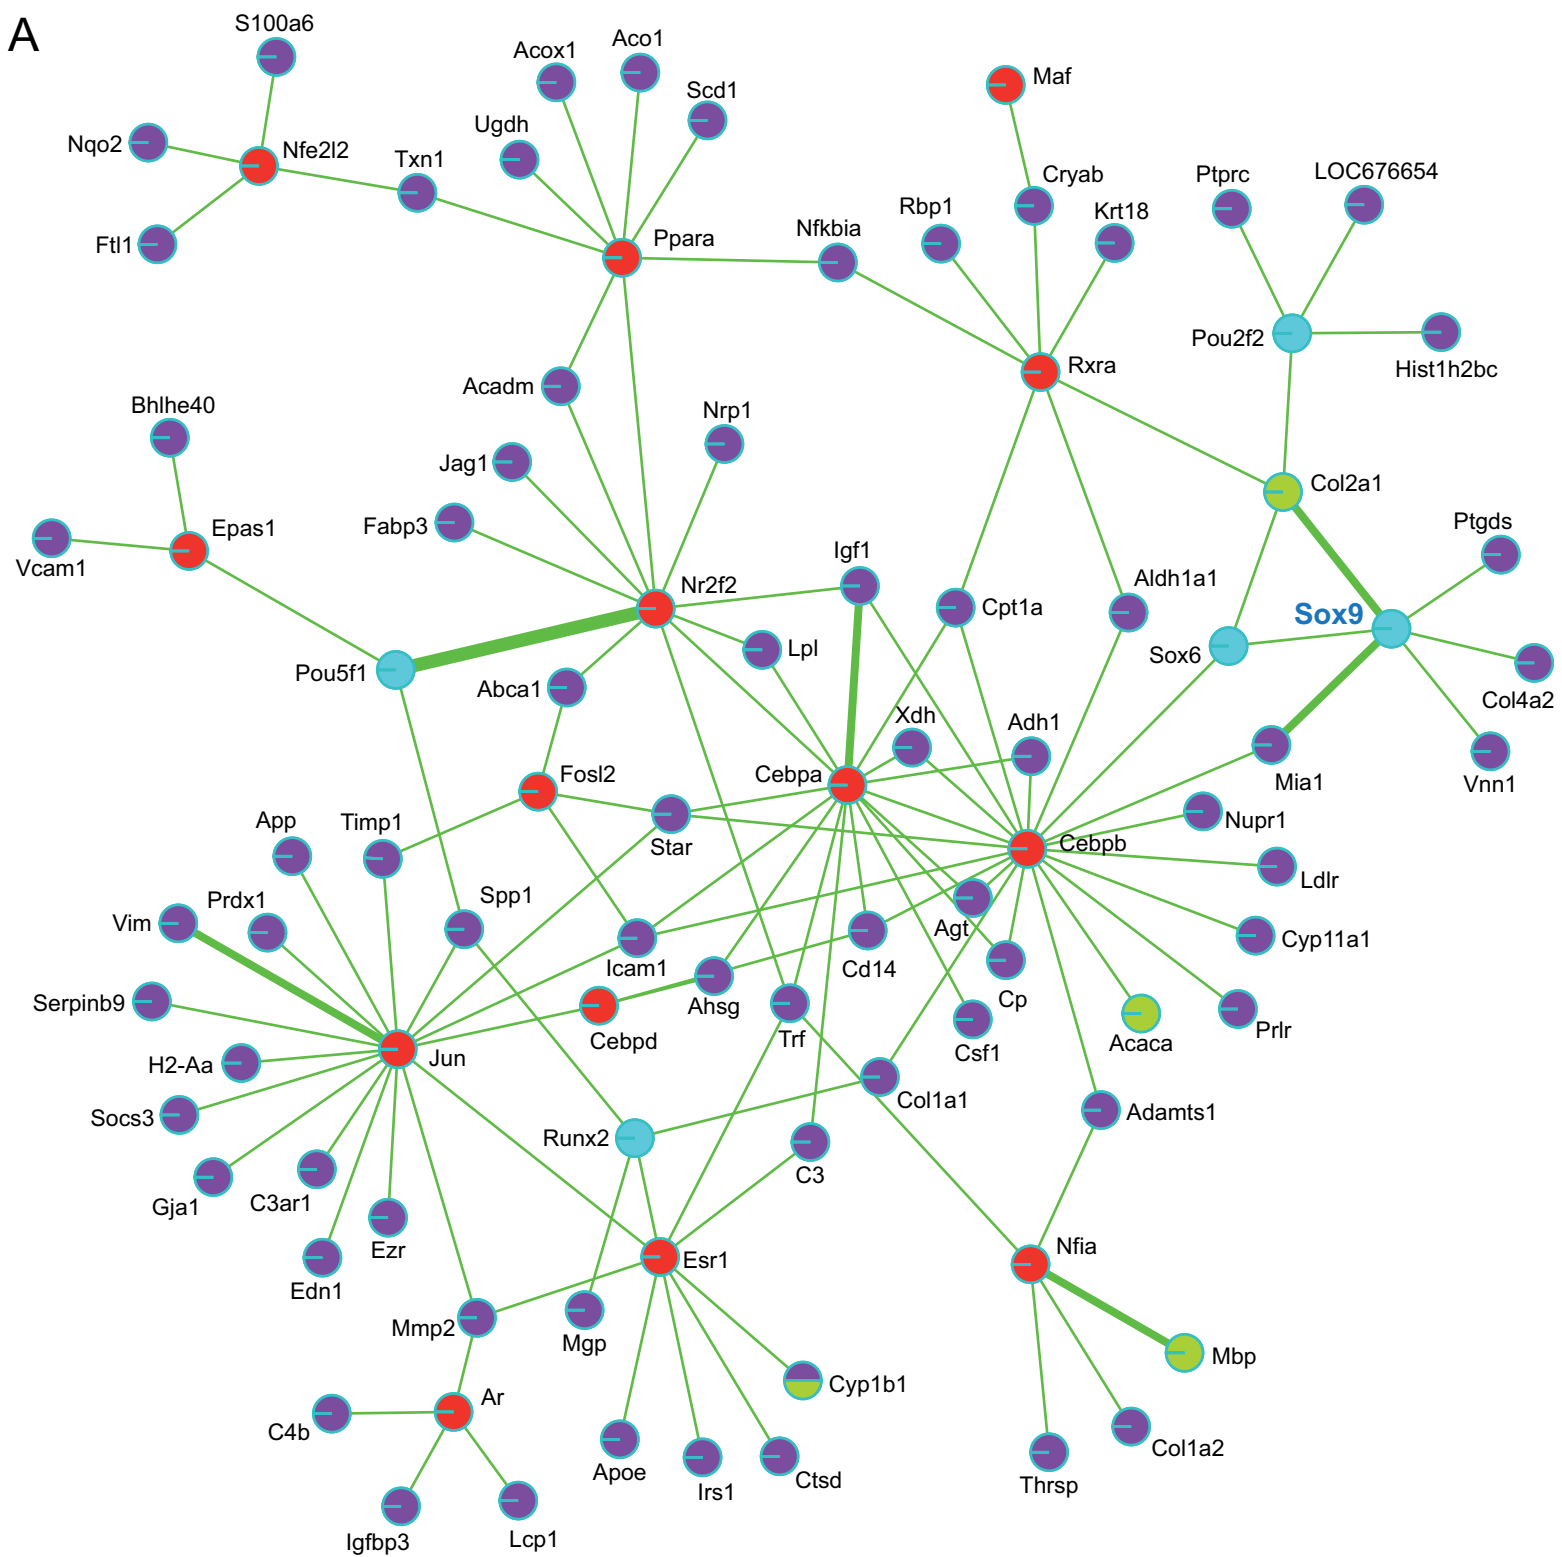 A
S100a6
Acox1
Aco1
Scd1
Maf
Nqo2
Nfe2l2
Txn1
Ugdh
Cryab
Ptprc
LOC676654
Ftl1
Ppara
Nfkbia
Rbp1
Krt18
Pou2f2
Hist1h2bc
Rxra
Acadm
Bhlhe40
Nrp1
Jag1
Col2a1
Fabp3
Ptgds
Epas1
Vcam1
Igf1
Nr2f2
Cpt1a
Aldh1a1
Sox9
Lpl
Sox6
Pou5f1
Abca1
Col4a2
Xdh
Adh1
Fosl2
Cebpa
Mia1
Vnn1
App
Timp1
Star
Cebpb
Nupr1
Ldlr
Prdx1
Spp1
Vim
Agt
Cyp11a1
Icam1
Cd14
Serpinb9
Ahsg
Cp
Cebpd
Trf
Csf1
Acaca
Prlr
H2-Aa
Jun
Col1a1
Adamts1
Socs3
Runx2
C3
Gja1
C3ar1
Ezr
Esr1
Nfia
Edn1
Mmp2
Mgp
Mbp
Cyp1b1
Ar
C4b
Col1a2
Apoe
Irs1
Ctsd
Thrsp
Igfbp3
Lcp1